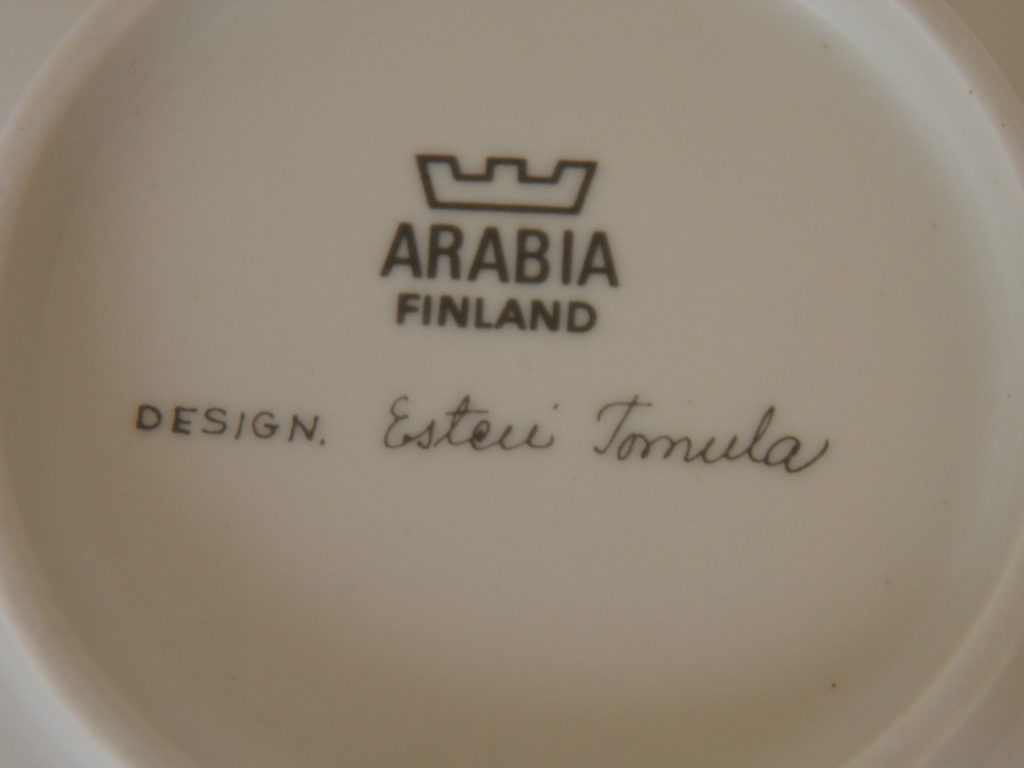 ARABIA
FINLAND
DESIGN. Esteri Tomula